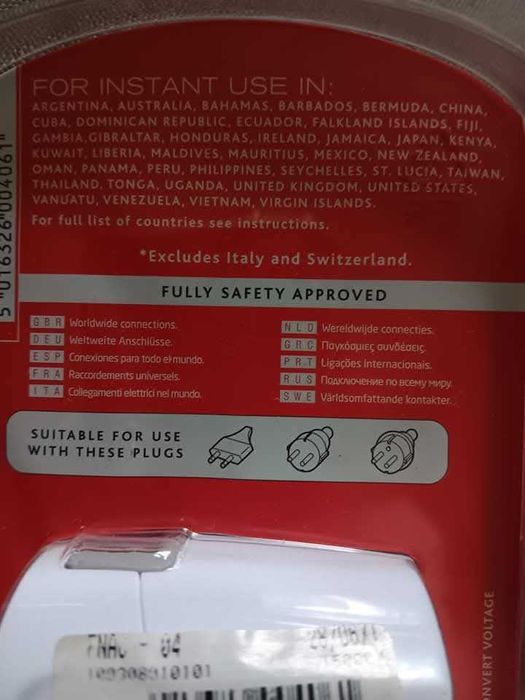 FOR INSTANT USE IN:
ARGENTINA, AUSTRALIA, BAHAMAS, BARBADOS, BERMUDA, CHINA,
CUBA, DOMINICAN REPUBLIC, ECUADOR, FALKLAND ISLANDS, FIJI,
GAMBIA, GIBRALTAR, HONDURAS, IRELAND, JAMAICA, JAPAN, KENYA,
KUWAIT, LIBERIA, MALDIVES, MAURITIUS, MEXICO, NEW ZEALAND,
OMAN, PANAMA, PERU, PHILIPPINES, SEYCHELLES, ST. LUCIA, TAIWAN,
THAILAND, TONGA, UGANDA, UNITED KINGDOM, UNITED STATES,
VANUATU, VENEZUELA, VIETNAM, VIRGIN ISLANDS.
For full list of countries see instructions.
*Excludes Italy and Switzerland.
FULLY SAFETY APPROVED
GBR Worldwide connections.
DEU Weltweite Anschlüsse.
ESP Conexiones para todo el mundo.
FRA Raccordements universels.
ITA Collegamenti elettrici nel mondo.
NLD Wereldwijde connecties.
GRC Παγκόσμιες συνδέσεις.
PRT Ligações internacionais.
RUS Подключение по всему миру.
SWE Världsomfattande kontakter.
SUITABLE FOR USE
WITH THESE PLUGS
5 016326 004061
NVERT VOLTAGE
FNAC - 04